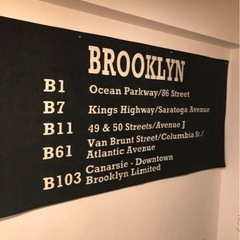 BROOKLYN
B1 Ocean Parkway/86 Street
B7 Kings Highway/Saratoga Avenue
B11 49 & 50 Streets/Avenue J
B61 Van Brunt Street/Columbia St./
Atlantic Avenue
B103 Canarsie - Downtown
Brooklyn Limited